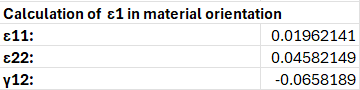 Calculation of ε1 in material orientation
ε11: 0.01962141
ε22: 0.04582149
γ12: -0.0658189